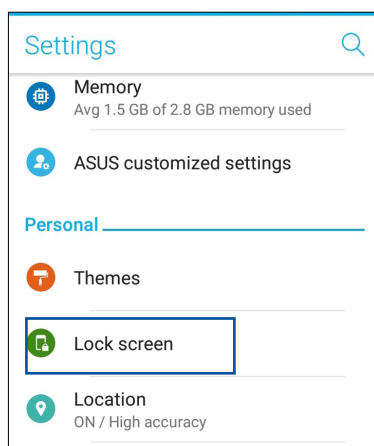 Settings
Memory
Avg 1.5 GB of 2.8 GB memory used
ASUS customized settings
Personal
Themes
Lock screen
Location
ON / High accuracy